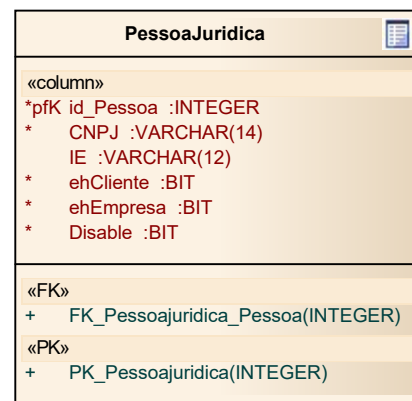 PessoaJuridica
«column»
*pfK id_Pessoa :INTEGER
* CNPJ :VARCHAR(14)
IE :VARCHAR(12)
* ehCliente :BIT
* ehEmpresa :BIT
* Disable :BIT
«FK»
+ FK_Pessoajuridica_Pessoa(INTEGER)
«PK»
+ PK_Pessoajuridica(INTEGER)